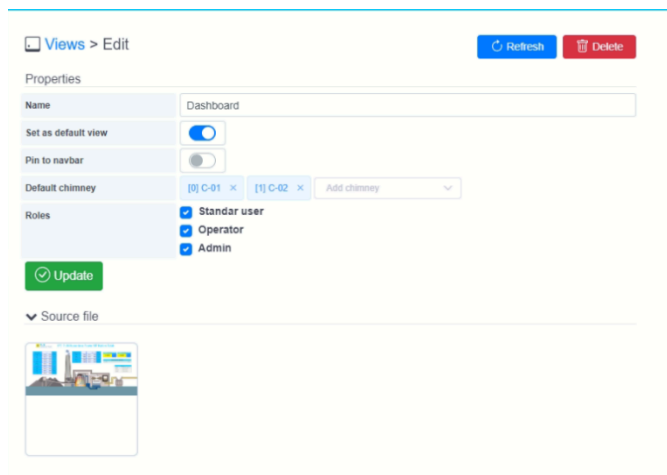 Views > Edit
Refresh
Delete
Properties
Name
Dashboard
Set as default view
Pin to navbar
Default chimney
[0] C-01 ×
[1] C-02 ×
Add chimney
Roles
Standar user
Operator
Admin
Update
Source file